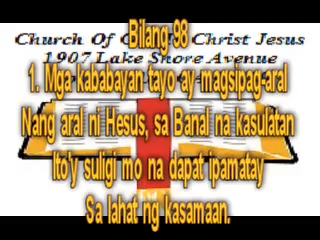 Bilang 98
Church Of Christ Jesus
1907 Lake Shore Avenue
1. Mga kababayan tayo ay magsipag-aral
Nang aral ni Hesus, sa Banal na kasulatan
Ito'y suligi mo na dapat ipamatay
Sa lahat ng kasamaan.